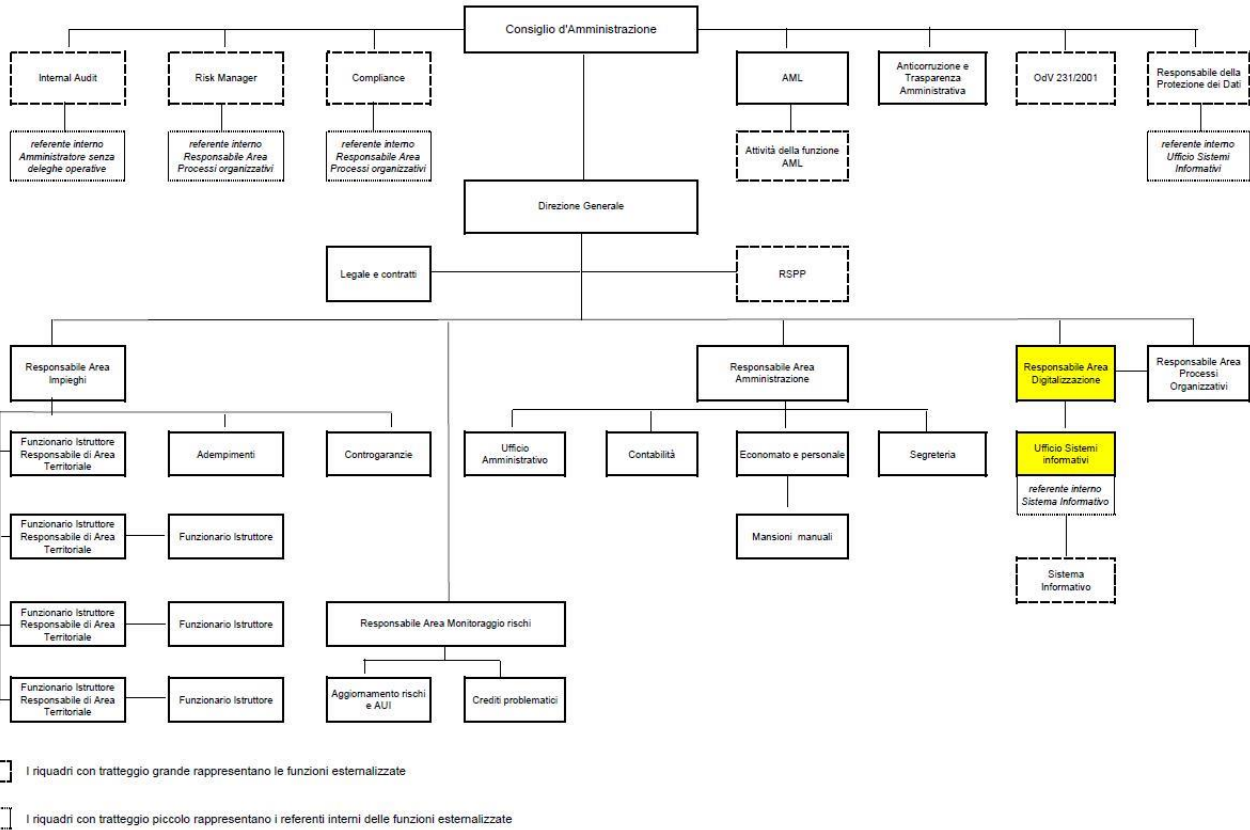 Consiglio d'Amministrazione
Internal Audit
Risk Manager
Compliance
AML
Anticorruzione e
Trasparenza
Amministrativa
OdV 231/2001
Responsabile della
Protezione dei Dati
referente interno
Amministratore senza
deleghe operative
referente interno
Responsabile Area
Processi organizzativi
referente interno
Responsabile Area
Processi organizzativi
Attività della funzione
AML
referente interno
Ufficio Sistemi
Informativi
Direzione Generale
Legale e contratti
RSPP
Responsabile Area
Impieghi
Responsabile Area
Amministrazione
Responsabile Area
Digitalizzazione
Responsabile Area
Processi
Organizzativi
Funzionario Istruttore
Responsabile di Area
Territoriale
Adempimenti
Controgaranzie
Ufficio
Amministrativo
Contabilità
Economato e personale
Segreteria
Ufficio Sistemi
informativi
referente interno
Sistema Informativo
Funzionario Istruttore
Responsabile di Area
Territoriale
Funzionario Istruttore
Mansioni manuali
Sistema
Informativo
Funzionario Istruttore
Responsabile di Area
Territoriale
Funzionario Istruttore
Responsabile Area Monitoraggio rischi
Funzionario Istruttore
Responsabile di Area
Territoriale
Funzionario Istruttore
Aggiornamento rischi
e AUI
Crediti problematici
I riquadri con tratteggio grande rappresentano le funzioni esternalizzate
I riquadri con tratteggio piccolo rappresentano i referenti interni delle funzioni esternalizzate